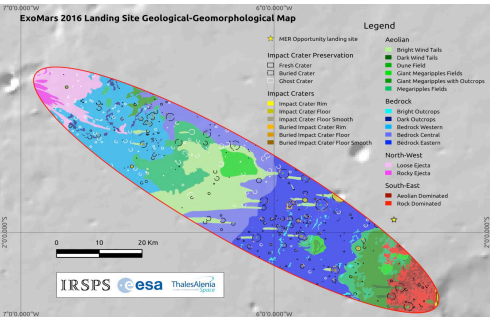 ExoMars 2016 Landing Site Geological-Geomorphological Map
7°0'0.000"W
6°0'0.000"W
Legend
MER Opportunity landing site
Impact Crater Preservation
Fresh Crater
Buried Crater
Ghost Crater
Impact Craters
Impact Crater Rim
Impact Crater Floor
Impact Crater Floor Smooth
Buried Impact Crater Rim
Buried Impact Crater Floor
Buried Impact Crater Floor Smooth
Aeolian
Bright Wind Tails
Dark Wind Tails
Dune Field
Giant Megaripples Fields
Giant Megaripples with Outcrops
Megaripples Fields
Bedrock
Bright Outcrops
Dark Outcrops
Bedrock Western
Bedrock Central
Bedrock Eastern
North-West
Loose Ejecta
Rocky Ejecta
South-East
Aeolian Dominated
Rock Dominated
2°0'0.000"S
2°0'0.000"S
0 10 20 Km
IRSPS esa ThalesAlenia Space
7°0'0.000"W
6°0'0.000"W